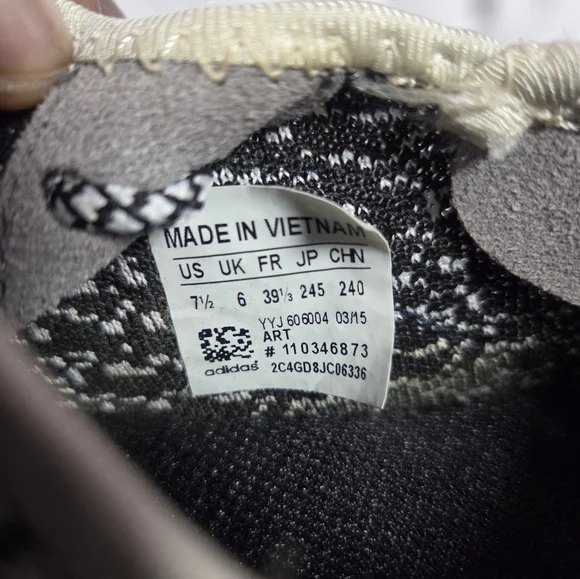 MADE IN VIETNAM
US UK FR JP CHN
7½ 6 39⅓ 245 240
YYJ 606004 03/15
ART
# 110346873
adidas 2C4GD8JC06336